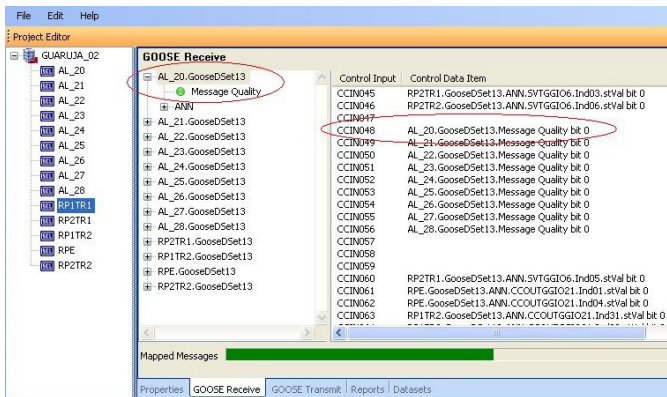 File Edit Help
Project Editor
GUARUJA_02
AL_20
AL_21
AL_22
AL_23
AL_24
AL_25
AL_26
AL_27
AL_28
RP1TR1
RP2TR1
RP1TR2
RPE
RP2TR2
GOOSE Receive
AL_20.GooseDSet13
Message Quality
ANN
AL_21.GooseDSet13
AL_22.GooseDSet13
AL_23.GooseDSet13
AL_24.GooseDSet13
AL_25.GooseDSet13
AL_26.GooseDSet13
AL_27.GooseDSet13
AL_28.GooseDSet13
RP2TR1.GooseDSet13
RP1TR2.GooseDSet13
RPE.GooseDSet13
RP2TR2.GooseDSet13
Control Input Control Data Item
CCIN045 RP2TR1.GooseDSet13.ANN.SVTGGIO6.Ind03.stVal bit 0
CCIN046 RP2TR1.GooseDSet13.ANN.SVTGGIO6.Ind06.stVal bit 0
CCIN047
CCIN048 AL_20.GooseDSet13.Message Quality bit 0
CCIN049 AL_21.GooseDSet13.Message Quality bit 0
CCIN050 AL_22.GooseDSet13.Message Quality bit 0
CCIN051 AL_23.GooseDSet13.Message Quality bit 0
CCIN052 AL_24.GooseDSet13.Message Quality bit 0
CCIN053 AL_25.GooseDSet13.Message Quality bit 0
CCIN054 AL_26.GooseDSet13.Message Quality bit 0
CCIN055 AL_27.GooseDSet13.Message Quality bit 0
CCIN056 AL_28.GooseDSet13.Message Quality bit 0
CCIN057
CCIN058
CCIN059
CCIN060 RP2TR1.GooseDSet13.ANN.SVTGGIO6.Ind05.stVal bit 0
CCIN061 RPE.GooseDSet13.ANN.CCOUTGGIO21.Ind01.stVal bit 0
CCIN062 RPE.GooseDSet13.ANN.CCOUTGGIO21.Ind04.stVal bit 0
CCIN063 RP1TR2.GooseDSet13.ANN.CCOUTGGIO21.Ind31.stVal bit 0
Mapped Messages
Properties GOOSE Receive GOOSE Transmit Reports Datasets